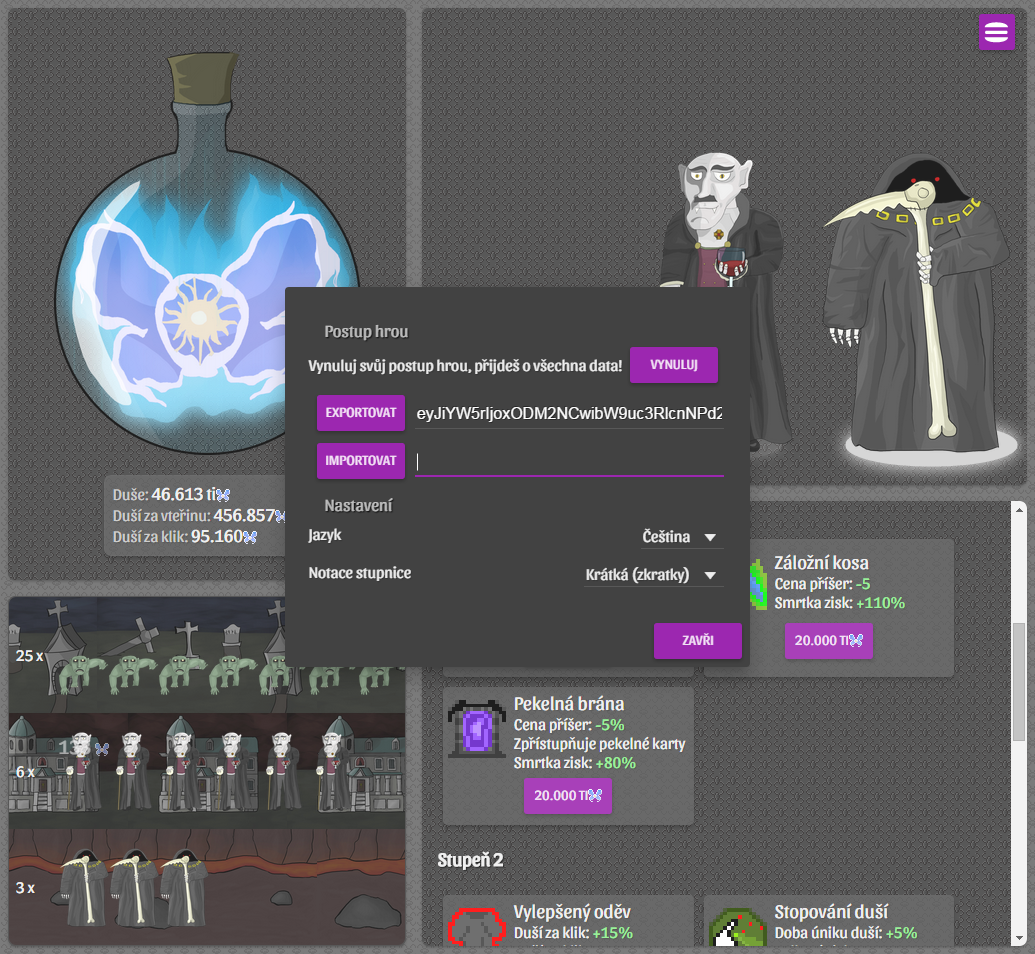 Postup hrou
Vynuluj svůj postup hrou, přijdeš o všechna data!
VYNULUJ
EXPORTOVAT
IMPORTOVAT
Nastavení
Jazyk
Čeština
Notace stupnice
Krátká (zkratky)
ZAVŘI
Duše: 46.613 ti
Duší za vteřinu: 456.857
Duší za klik: 95.160
25 x
6 x
3 x
Záložní kosa
Cena příšer: -5
Smrtka zisk: +110%
20.000 TI
Pekelná brána
Cena příšer: -5%
Zpřístupňuje pekelné karty
Smrtka zisk: +80%
20.000 TI
Stupeň 2
Vylepšený oděv
Duší za klik: +15%
Stopování duší
Doba úniku duší: +5%